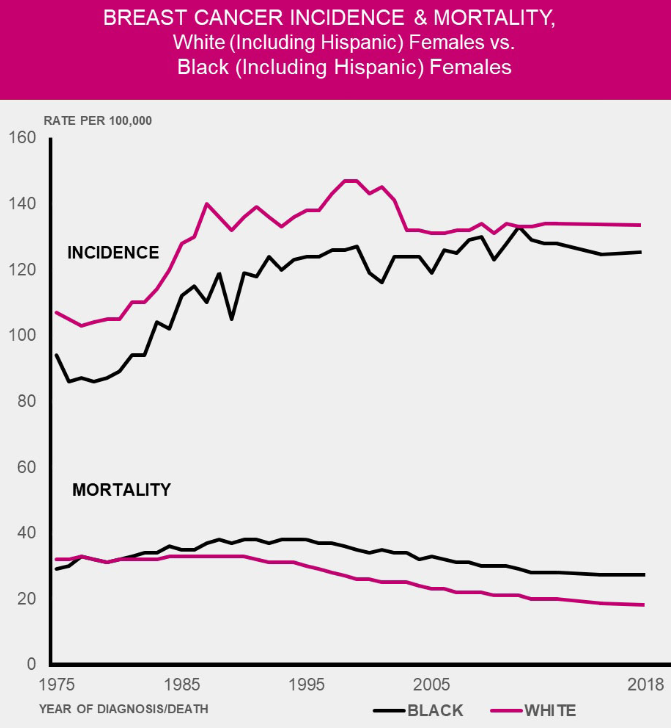 BREAST CANCER INCIDENCE & MORTALITY,
White (Including Hispanic) Females vs.
Black (Including Hispanic) Females
RATE PER 100,000
160
140
INCIDENCE
120
100
80
60
MORTALITY
40
20
0
1975 1985 1995 2005 2018
YEAR OF DIAGNOSIS/DEATH BLACK WHITE